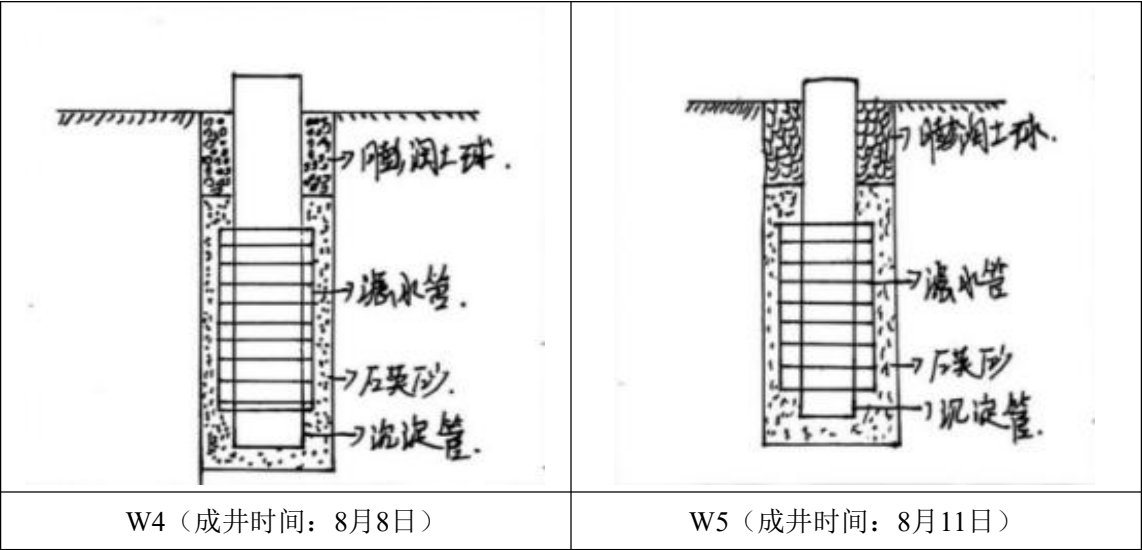 膨润土球.
滤水管.
石英砂.
沉淀管.
膨润土球.
滤水管
石英砂
沉淀管.
W4（成井时间：8月8日）
W5（成井时间：8月11日）